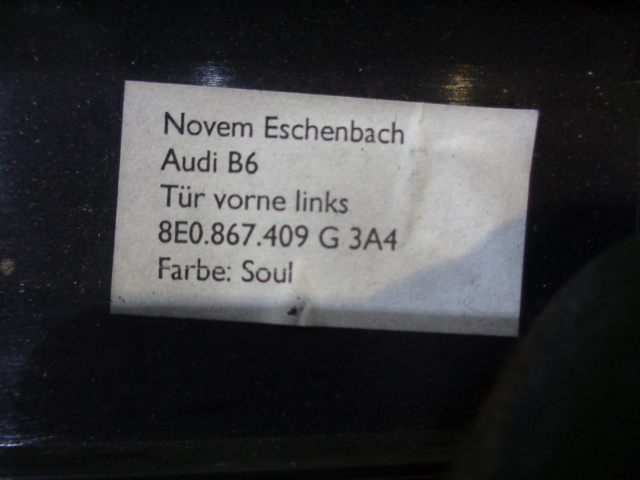 Novem Eschenbach
Audi B6
Tür vorne links
8E0.867.409 G 3A4
Farbe: Soul